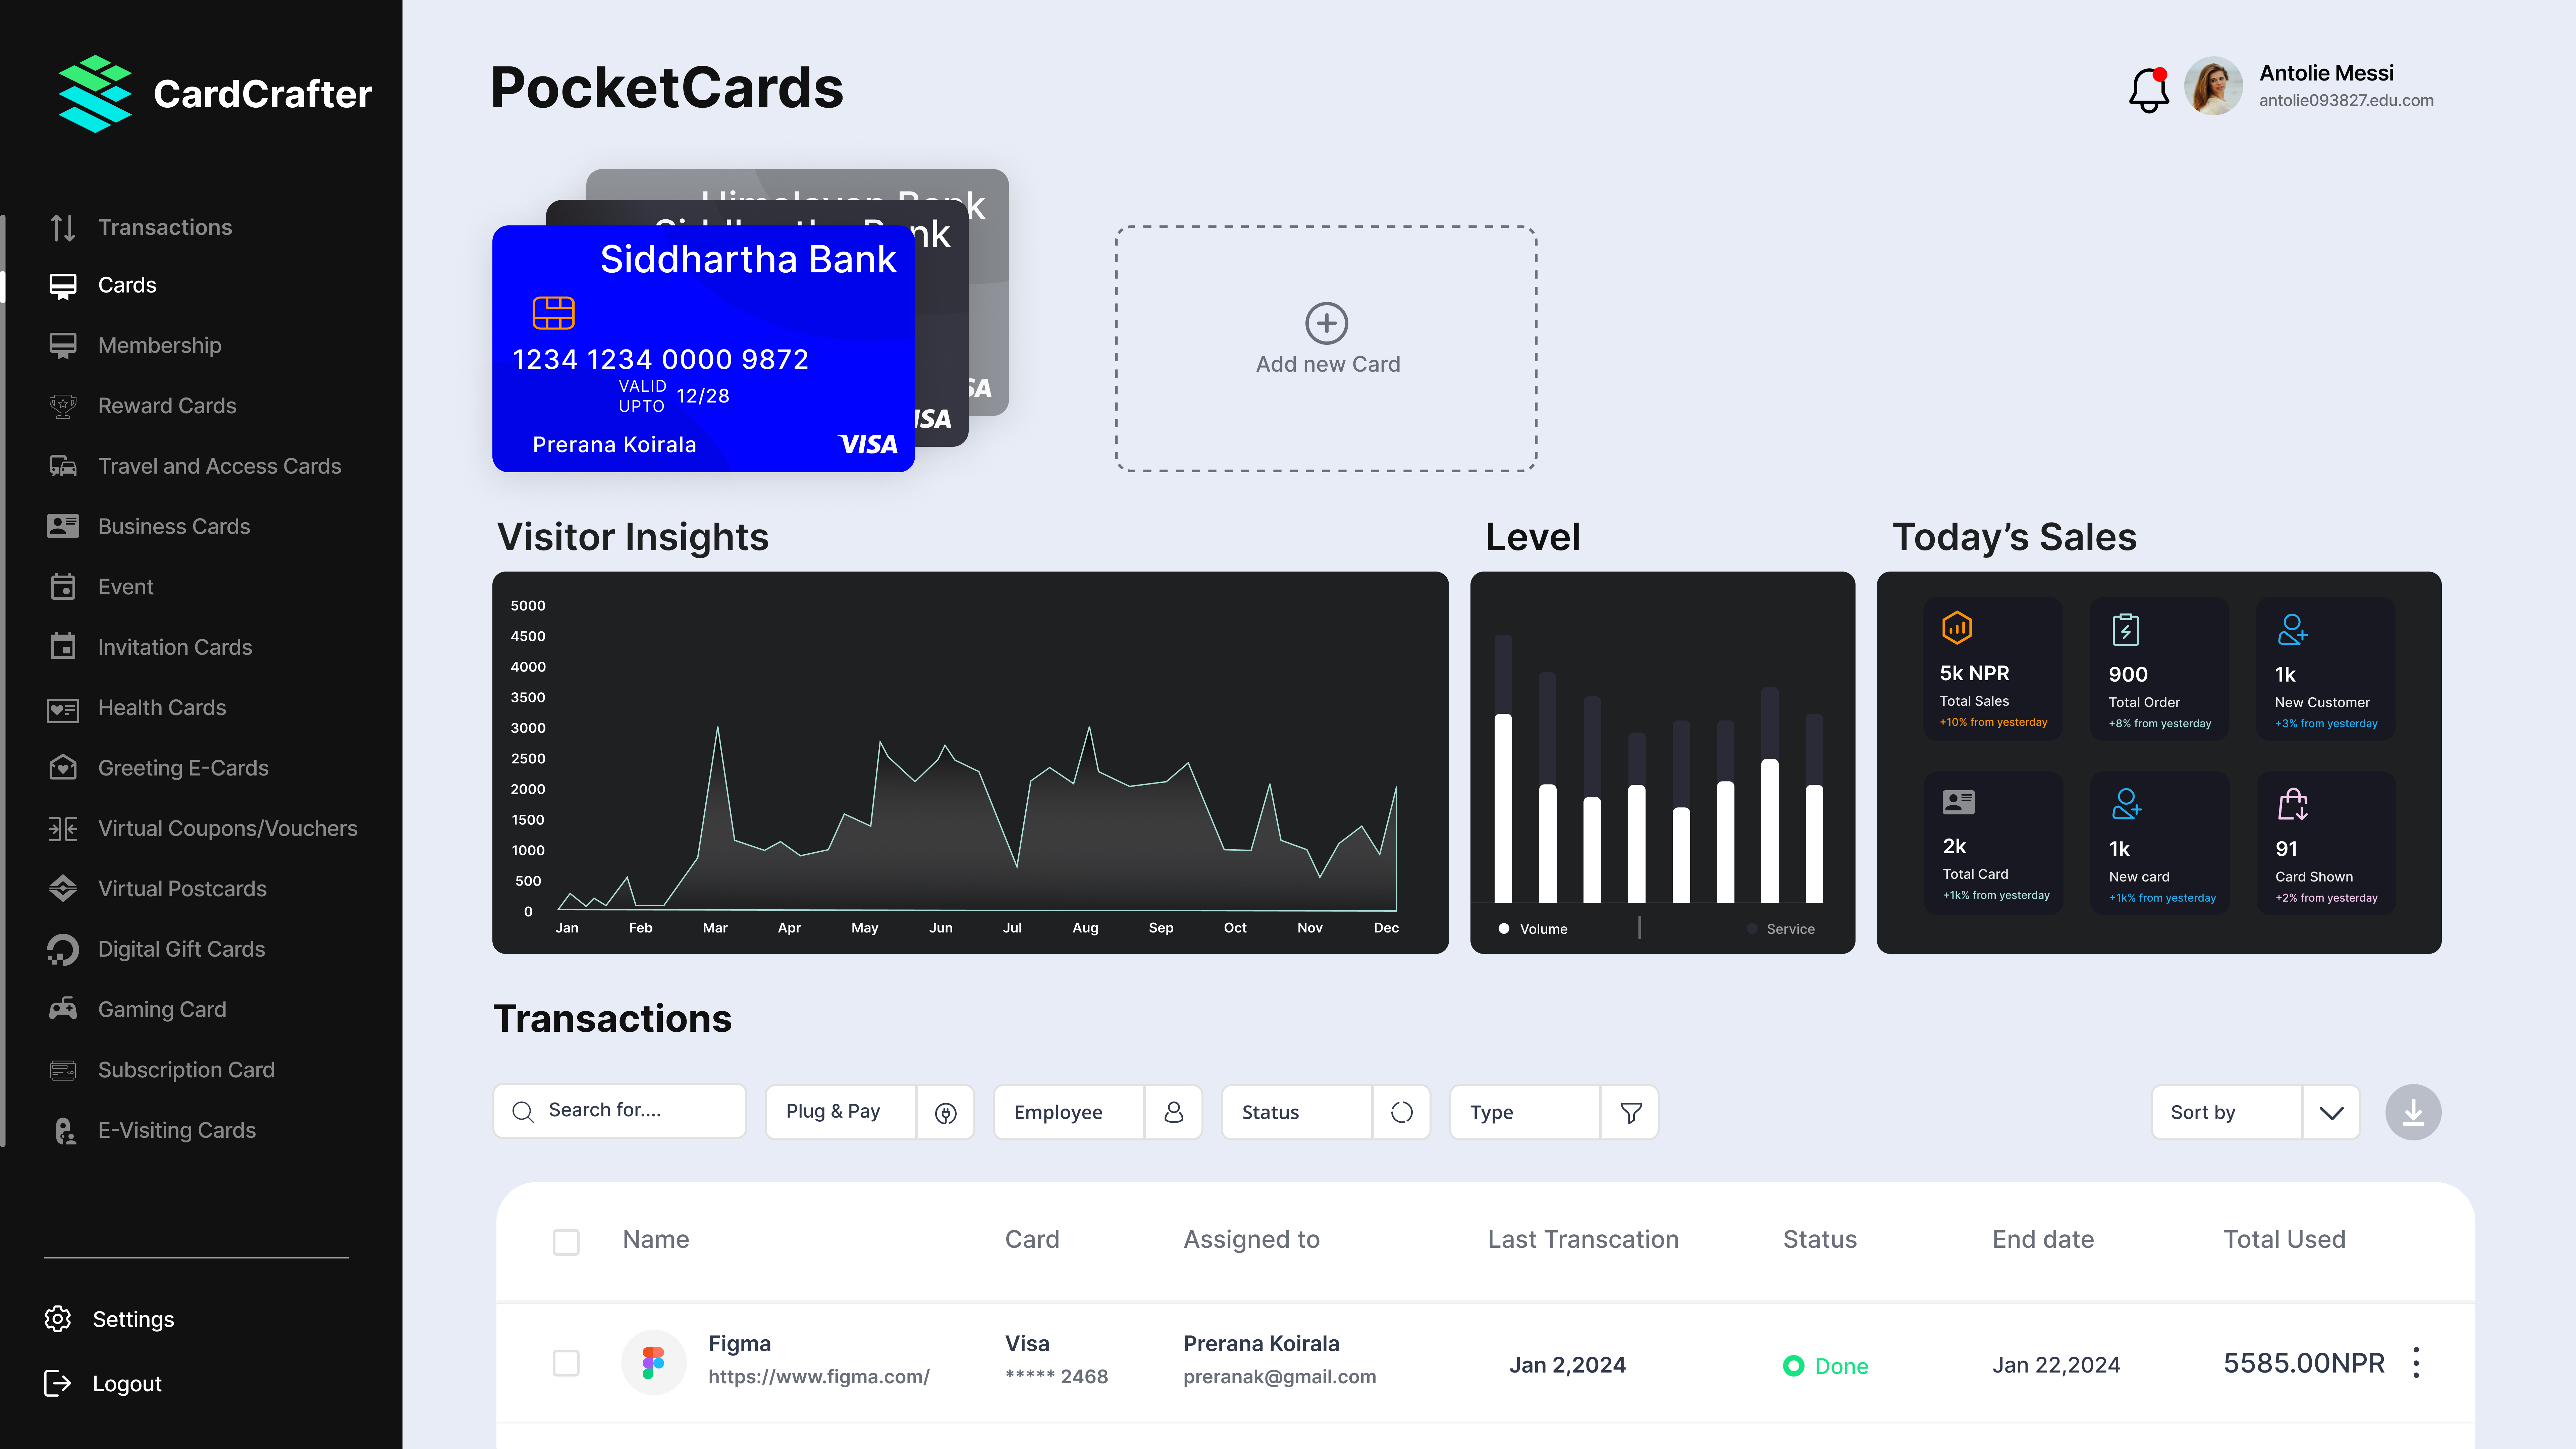 CardCrafter
Transactions
Cards
Membership
Reward Cards
Travel and Access Cards
Business Cards
Event
Invitation Cards
Health Cards
Greeting E-Cards
Virtual Coupons/Vouchers
Virtual Postcards
Digital Gift Cards
Gaming Card
Subscription Card
E-Visiting Cards
Settings
Logout
PocketCards
Antolie Messi
antolie093827.edu.com
Himalayan Bank
VISA
Siddhartha Bank
VISA
Siddhartha Bank
1234 1234 0000 9872
VALID
UPTO 12/28
Prerana Koirala VISA
Add new Card
Visitor Insights
5000
4500
4000
3500
3000
2500
2000
1500
1000
500
0
Jan Feb Mar Apr May Jun Jul Aug Sep Oct Nov Dec
Level
Volume Service
Today’s Sales
5k NPR
Total Sales
+10% from yesterday
900
Total Order
+8% from yesterday
1k
New Customer
+3% from yesterday
2k
Total Card
+1k% from yesterday
1k
New card
+1k% from yesterday
91
Card Shown
+2% from yesterday
Transactions
Search for....
Plug & Pay
Employee
Status
Type
Sort by
Name Card Assigned to Last Transcation Status End date Total Used
Figma
https://www.figma.com/
Visa
***** 2468
Prerana Koirala
preranak@gmail.com
Jan 2,2024
Done
Jan 22,2024
5585.00NPR